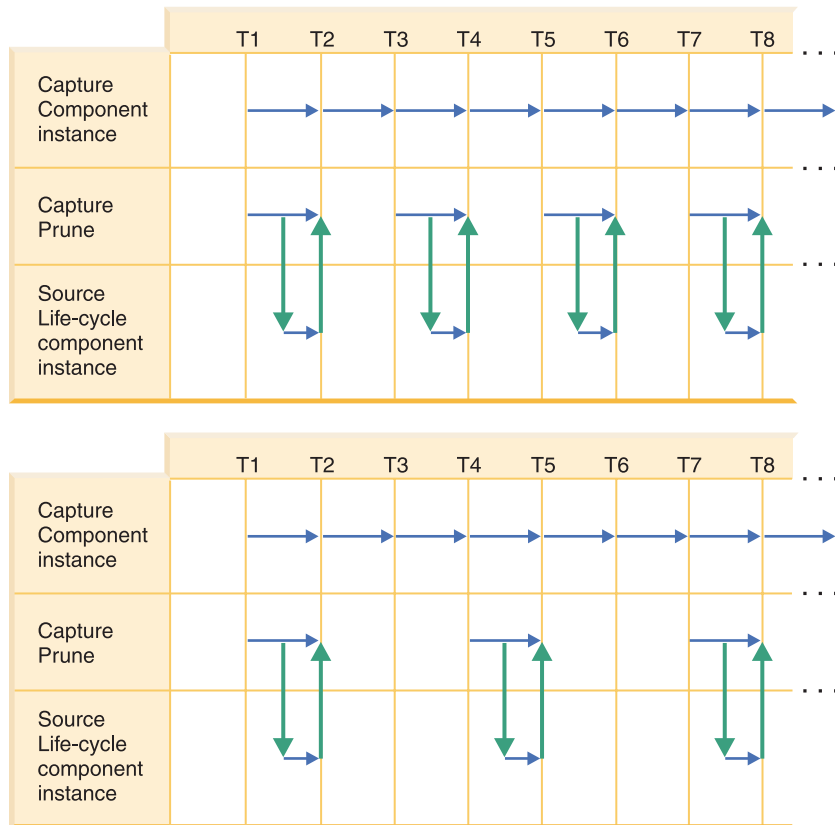 T1 T2 T3 T4 T5 T6 T7 T8 . . .
Capture
Component
instance
. . .
Capture
Prune
. . .
Source
Life-cycle
component
instance
T1 T2 T3 T4 T5 T6 T7 T8 . . .
Capture
Component
instance
. . .
Capture
Prune
. . .
Source
Life-cycle
component
instance